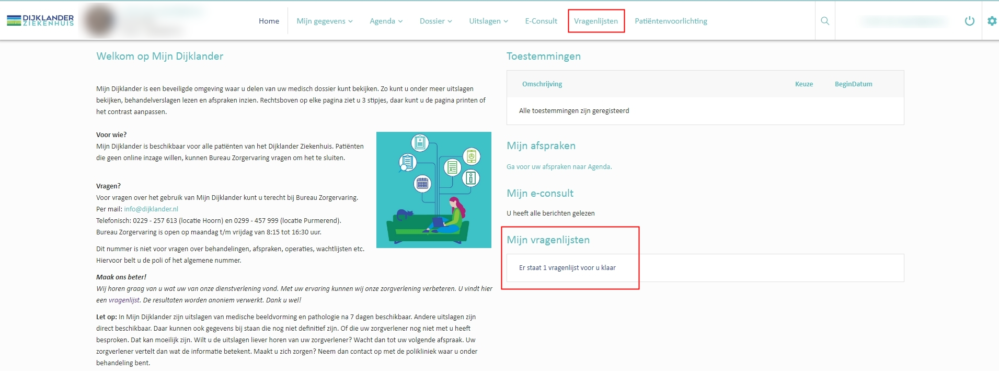 DIJKLANDER
ZIEKENHUIS
Home
Mijn gegevens
Agenda
Dossier
Uitslagen
E-Consult
Vragenlijsten
Patiëntenvoorlichting
Welkom op Mijn Dijklander
Mijn Dijklander is een beveiligde omgeving waar u delen van uw medisch dossier kunt bekijken. Zo kunt u onder meer uitslagen
bekijken, behandelverslagen lezen en afspraken inzien. Rechtsboven op elke pagina ziet u 3 stipjes, daar kunt u de pagina printen of
het contrast aanpassen.
Voor wie?
Mijn Dijklander is beschikbaar voor alle patiënten van het Dijklander Ziekenhuis. Patiënten
die geen online inzage willen, kunnen Bureau Zorgervaring vragen om het te sluiten.
Vragen?
Voor vragen over het gebruik van Mijn Dijklander kunt u terecht bij Bureau Zorgervaring.
Per mail: info@dijklander.nl
Telefonisch: 0229 - 257 613 (locatie Hoorn) en 0299 - 457 999 (locatie Purmerend).
Bureau Zorgervaring is open op maandag t/m vrijdag van 8:15 tot 16:30 uur.
Dit nummer is niet voor vragen over behandelingen, afspraken, operaties, wachtlijsten etc.
Hiervoor belt u de poli of het algemene nummer.
Maak ons beter!
Wij horen graag van u wat uw van onze dienstverlening vond. Met uw ervaring kunnen wij onze zorgverlening verbeteren. U vindt hier
een vragenlijst. De resultaten worden anoniem verwerkt. Dank u wel!
Let op: In Mijn Dijklander zijn uitslagen van medische beeldvorming en pathologie na 7 dagen beschikbaar. Andere uitslagen zijn
direct beschikbaar. Daar kunnen ook gegevens bij staan die nog niet definitief zijn. Of die uw zorgverlener nog niet met u heeft
besproken. Dat kan moeilijk zijn. Wilt u de uitslagen liever horen van uw zorgverlener? Wacht dan tot uw volgende afspraak. Uw
zorgverlener vertelt dan wat de informatie betekent. Maakt u zich zorgen? Neem dan contact op met de polikliniek waar u onder
behandeling bent.
Toestemmingen
Omschrijving Keuze BeginDatum
Alle toestemmingen zijn geregisteerd
Mijn afspraken
Ga voor uw afspraken naar Agenda.
Mijn e-consult
U heeft alle berichten gelezen
Mijn vragenlijsten
Er staat 1 vragenlijst voor u klaar